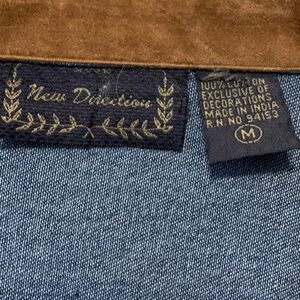 New Direction
100% COTTON
EXCLUSIVE OF
DECORATIONS
MADE IN INDIA
R N NO 94153
M